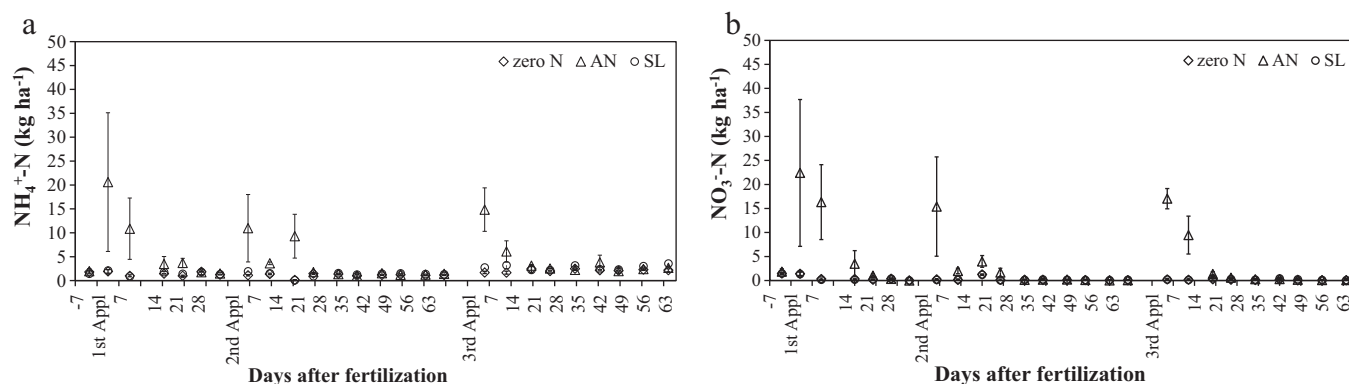 a
50
45
40
35
30
25
20
15
10
5
0
NH₄⁺-N (kg ha⁻¹)
zero N AN SL
-7 1st Appl 7 14 21 28 2nd Appl 7 14 21 28 35 42 49 56 63 3rd Appl 7 14 21 28 35 42 49 56 63
Days after fertilization
b
50
45
40
35
30
25
20
15
10
5
0
NO₃⁻-N (kg ha⁻¹)
zero N AN SL
-7 1st Appl 7 14 21 28 2nd Appl 7 14 21 28 35 42 49 56 63 3rd Appl 7 14 21 28 35 42 49 56 63
Days after fertilization